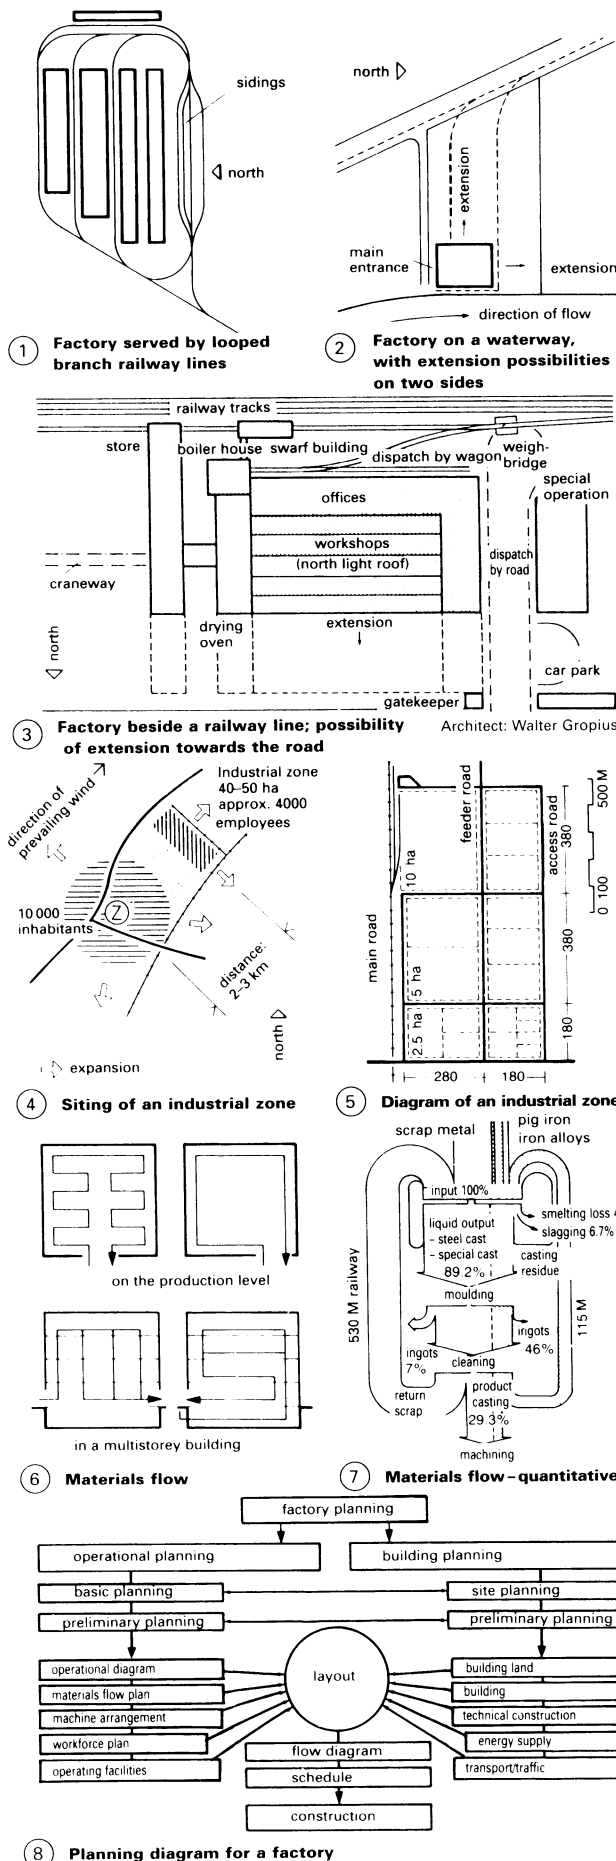 sidings
north
1 Factory served by looped
branch railway lines
north
extension
main
entrance
extension
direction of flow
2 Factory on a waterway,
with extension possibilities
on two sides
railway tracks
store
boiler house
swarf building
dispatch by wagon
weigh-
bridge
special
operation
offices
workshops
(north light roof)
dispatch
by road
craneway
drying
oven
extension
north
car park
gatekeeper
3 Factory beside a railway line; possibility
of extension towards the road
Architect: Walter Gropius
direction of
prevailing wind
Industrial zone
40–50 ha
approx. 4000
employees
Z
10 000
inhabitants
distance:
2–3 km
north
expansion
4 Siting of an industrial zone
main road
feeder road
access road
10 ha
5 ha
2.5 ha
380
380
180
280
180
0 100
500 M
5 Diagram of an industrial zone
on the production level
in a multistorey building
6 Materials flow
scrap metal
pig iron
iron alloys
input 100%
smelting loss 4
slagging 6.7%
liquid output
– steel cast
– special cast
89.2%
casting
residue
moulding
530 M railway
115 M
ingots
7%
ingots
46%
cleaning
return
scrap
product
casting
29.3%
machining
7 Materials flow – quantitative
factory planning
operational planning
building planning
basic planning
site planning
preliminary planning
preliminary planning
layout
operational diagram
materials flow plan
machine arrangement
workforce plan
operating facilities
building land
building
technical construction
energy supply
transport/traffic
flow diagram
schedule
construction
8 Planning diagram for a factory